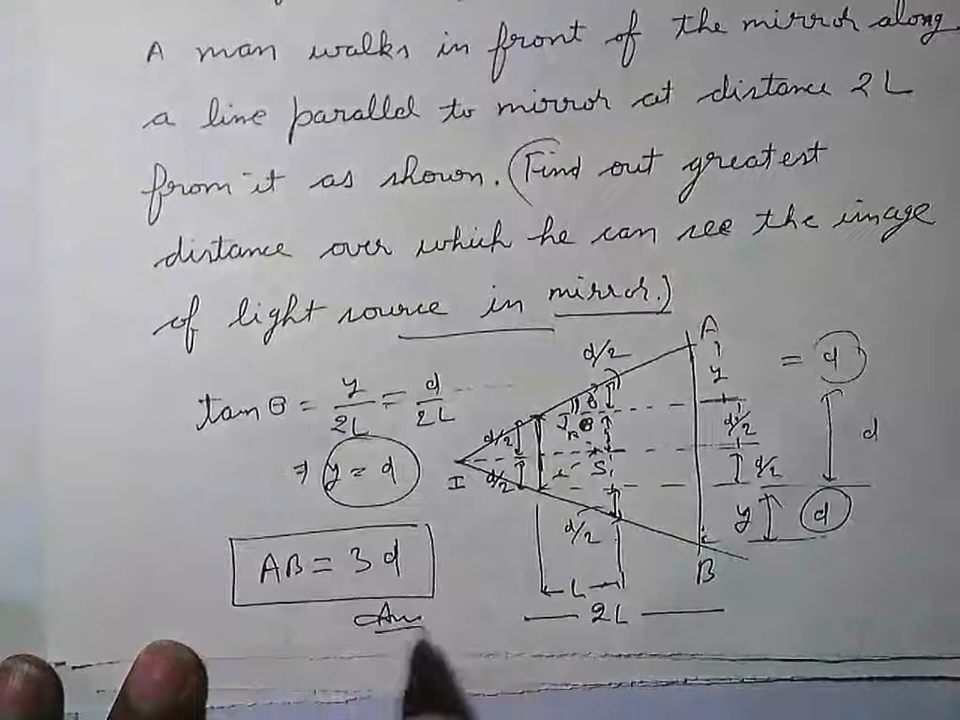 A man walks in front of the mirror along
a line parallel to mirror at distance 2L
from it as shown. (Find out greatest
distance over which he can see the image
of light source in mirror.)
tan θ = y/2L = d/2L
⇒ y = d
AB = 3d
Ans
A
d/2
y
= d
θ
d/2
d
d/2
θ
S
d/2
I
d/2
d/2
y
d
B
L
2L